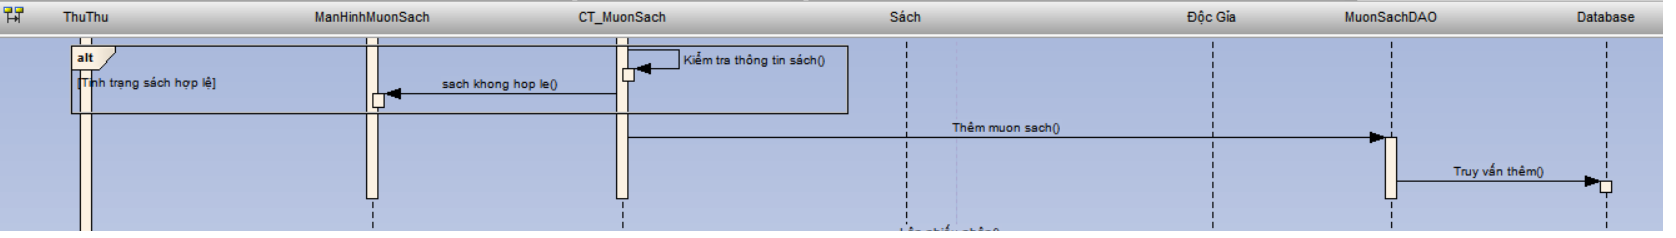 ThuThu ManHinhMuonSach CT_MuonSach Sách Độc Gỉa MuonSachDAO Database
alt
Kiểm tra thông tin sách()
[Tình trạng sách hợp lệ]
sach khong hop le()
Thêm muon sach()
Truy vấn thêm()